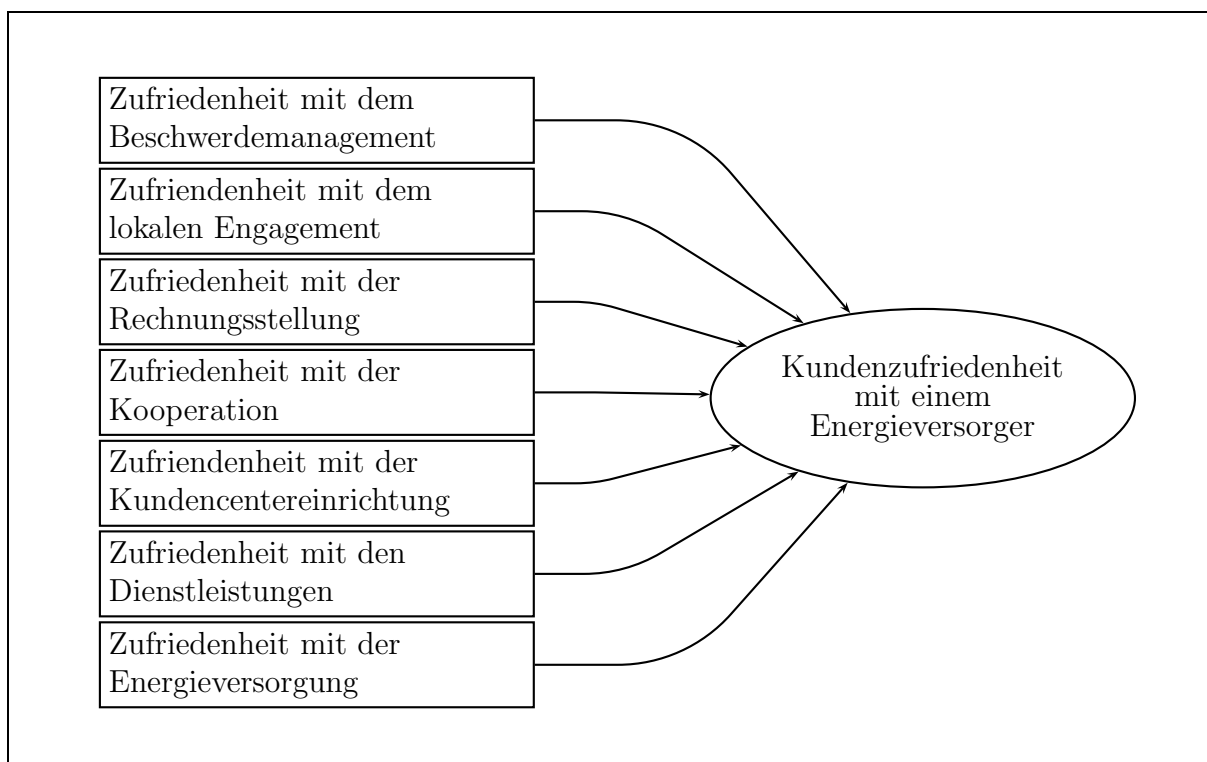 Zufriedenheit mit dem
Beschwerdemanagement
Zufriendenheit mit dem
lokalen Engagement
Zufriedenheit mit der
Rechnungsstellung
Zufriedenheit mit der
Kooperation
Zufriendenheit mit der
Kundencentereinrichtung
Zufriedenheit mit den
Dienstleistungen
Zufriedenheit mit der
Energieversorgung
Kundenzufriedenheit
mit einem
Energieversorger